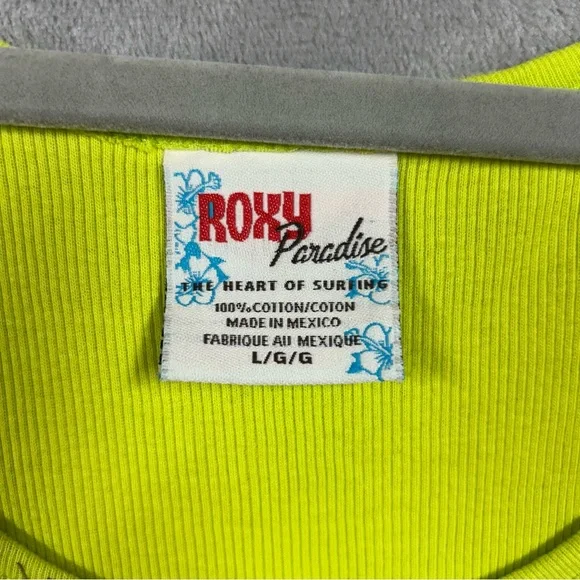 ROXY
Paradise
THE HEART OF SURFING
100% COTTON/COTON
MADE IN MEXICO
FABRIQUE AU MEXIQUE
L/G/G